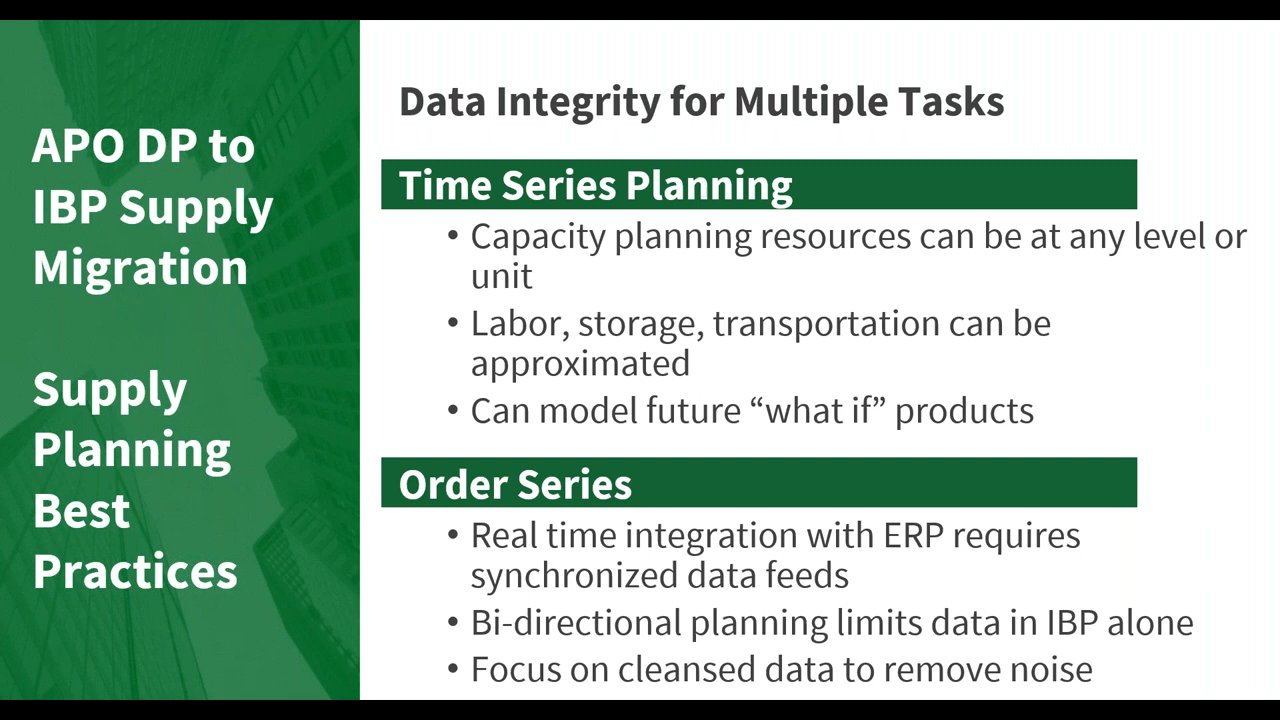 APO DP to
IBP Supply
Migration
Supply
Planning
Best
Practices
Data Integrity for Multiple Tasks
Time Series Planning
• Capacity planning resources can be at any level or
unit
• Labor, storage, transportation can be
approximated
• Can model future “what if” products
Order Series
• Real time integration with ERP requires
synchronized data feeds
• Bi-directional planning limits data in IBP alone
• Focus on cleansed data to remove noise